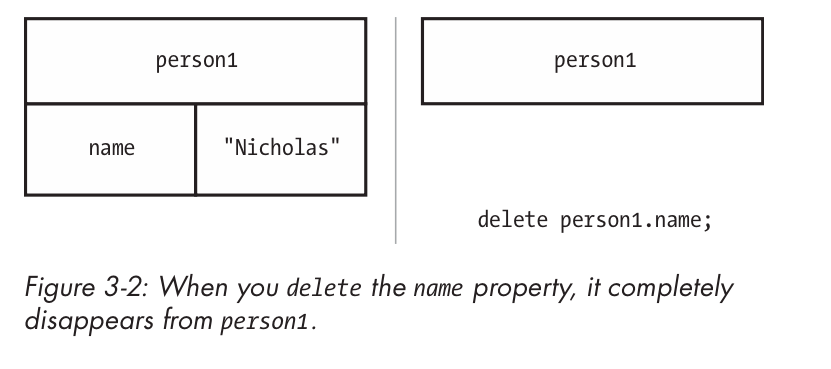 person1
name "Nicholas"
person1
delete person1.name;
Figure 3-2: When you delete the name property, it completely
disappears from person1.